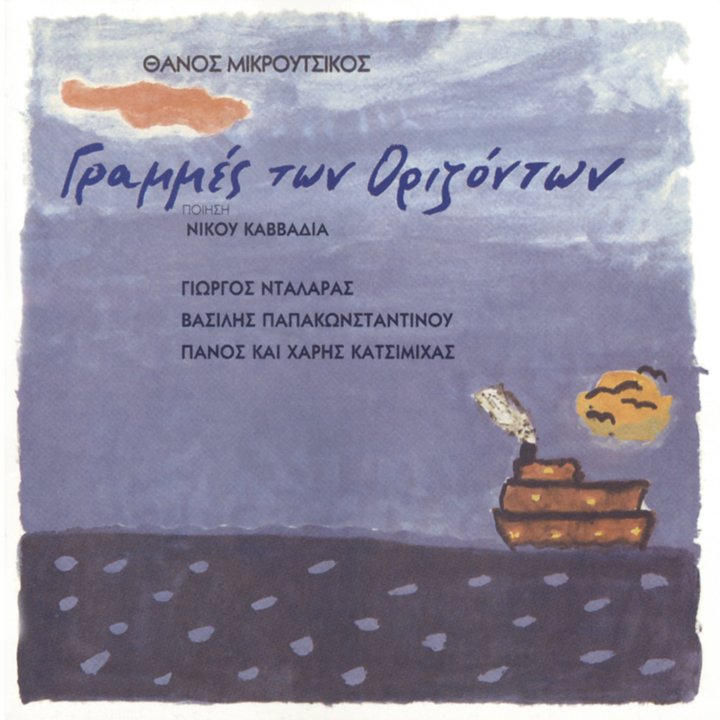 ΘΑΝΟΣ ΜΙΚΡΟΥΤΣΙΚΟΣ
Γραμμές των Οριζόντων
ΠΟΙΗΣΗ
ΝΙΚΟΥ ΚΑΒΒΑΔΙΑ
ΓΙΩΡΓΟΣ ΝΤΑΛΑΡΑΣ
ΒΑΣΙΛΗΣ ΠΑΠΑΚΩΝΣΤΑΝΤΙΝΟΥ
ΠΑΝΟΣ ΚΑΙ ΧΑΡΗΣ ΚΑΤΣΙΜΙΧΑΣ